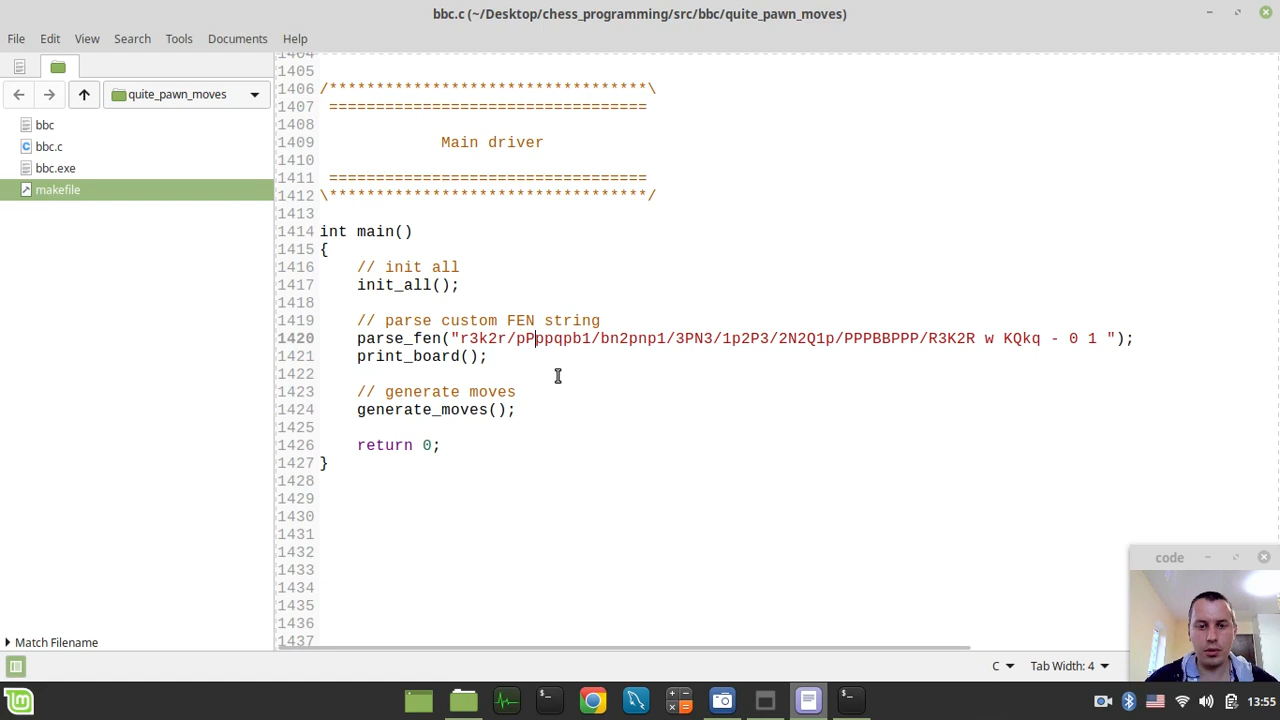 bbc.c (~/Desktop/chess_programming/src/bbc/quite_pawn_moves)
File Edit View Search Tools Documents Help
quite_pawn_moves
bbc
bbc.c
bbc.exe
makefile
Match Filename
1404
1405
1406 /**********************************\
1407 ==================================
1408
1409 Main driver
1410
1411 ==================================
1412 \**********************************/
1413
1414 int main()
1415 {
1416 // init all
1417 init_all();
1418
1419 // parse custom FEN string
1420 parse_fen("r3k2r/pPppqpb1/bn2pnp1/3PN3/1p2P3/2N2Q1p/PPPBBPPP/R3K2R w KQkq - 0 1 ");
1421 print_board();
1422
1423 // generate moves
1424 generate_moves();
1425
1426 return 0;
1427 }
1428
1429
1430
1431
1432
1433
1434
1435
1436
1437
code
C Tab Width: 4
13:55